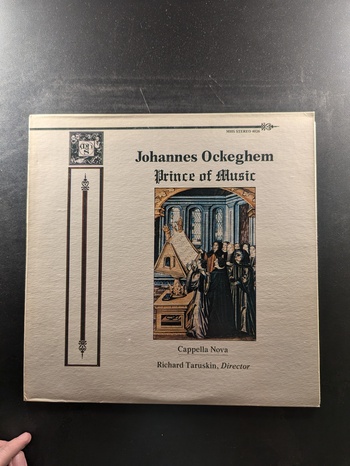 Johannes Ockeghem
Prince of Music
Cappella Nova
Richard Taruskin, Director